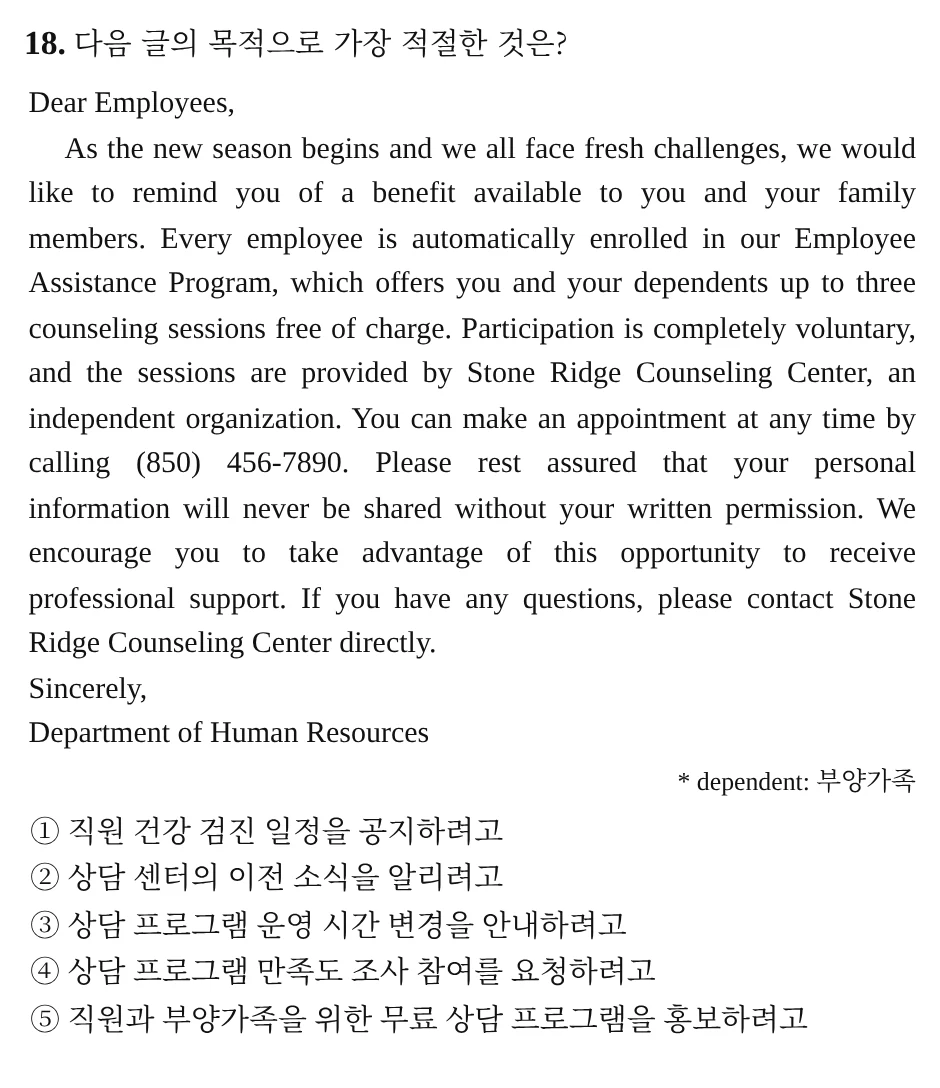 18. 다음 글의 목적으로 가장 적절한 것은?
Dear Employees,
As the new season begins and we all face fresh challenges, we would
like to remind you of a benefit available to you and your family
members. Every employee is automatically enrolled in our Employee
Assistance Program, which offers you and your dependents up to three
counseling sessions free of charge. Participation is completely voluntary,
and the sessions are provided by Stone Ridge Counseling Center, an
independent organization. You can make an appointment at any time by
calling (850) 456-7890. Please rest assured that your personal
information will never be shared without your written permission. We
encourage you to take advantage of this opportunity to receive
professional support. If you have any questions, please contact Stone
Ridge Counseling Center directly.
Sincerely,
Department of Human Resources
* dependent: 부양가족
① 직원 건강 검진 일정을 공지하려고
② 상담 센터의 이전 소식을 알리려고
③ 상담 프로그램 운영 시간 변경을 안내하려고
④ 상담 프로그램 만족도 조사 참여를 요청하려고
⑤ 직원과 부양가족을 위한 무료 상담 프로그램을 홍보하려고